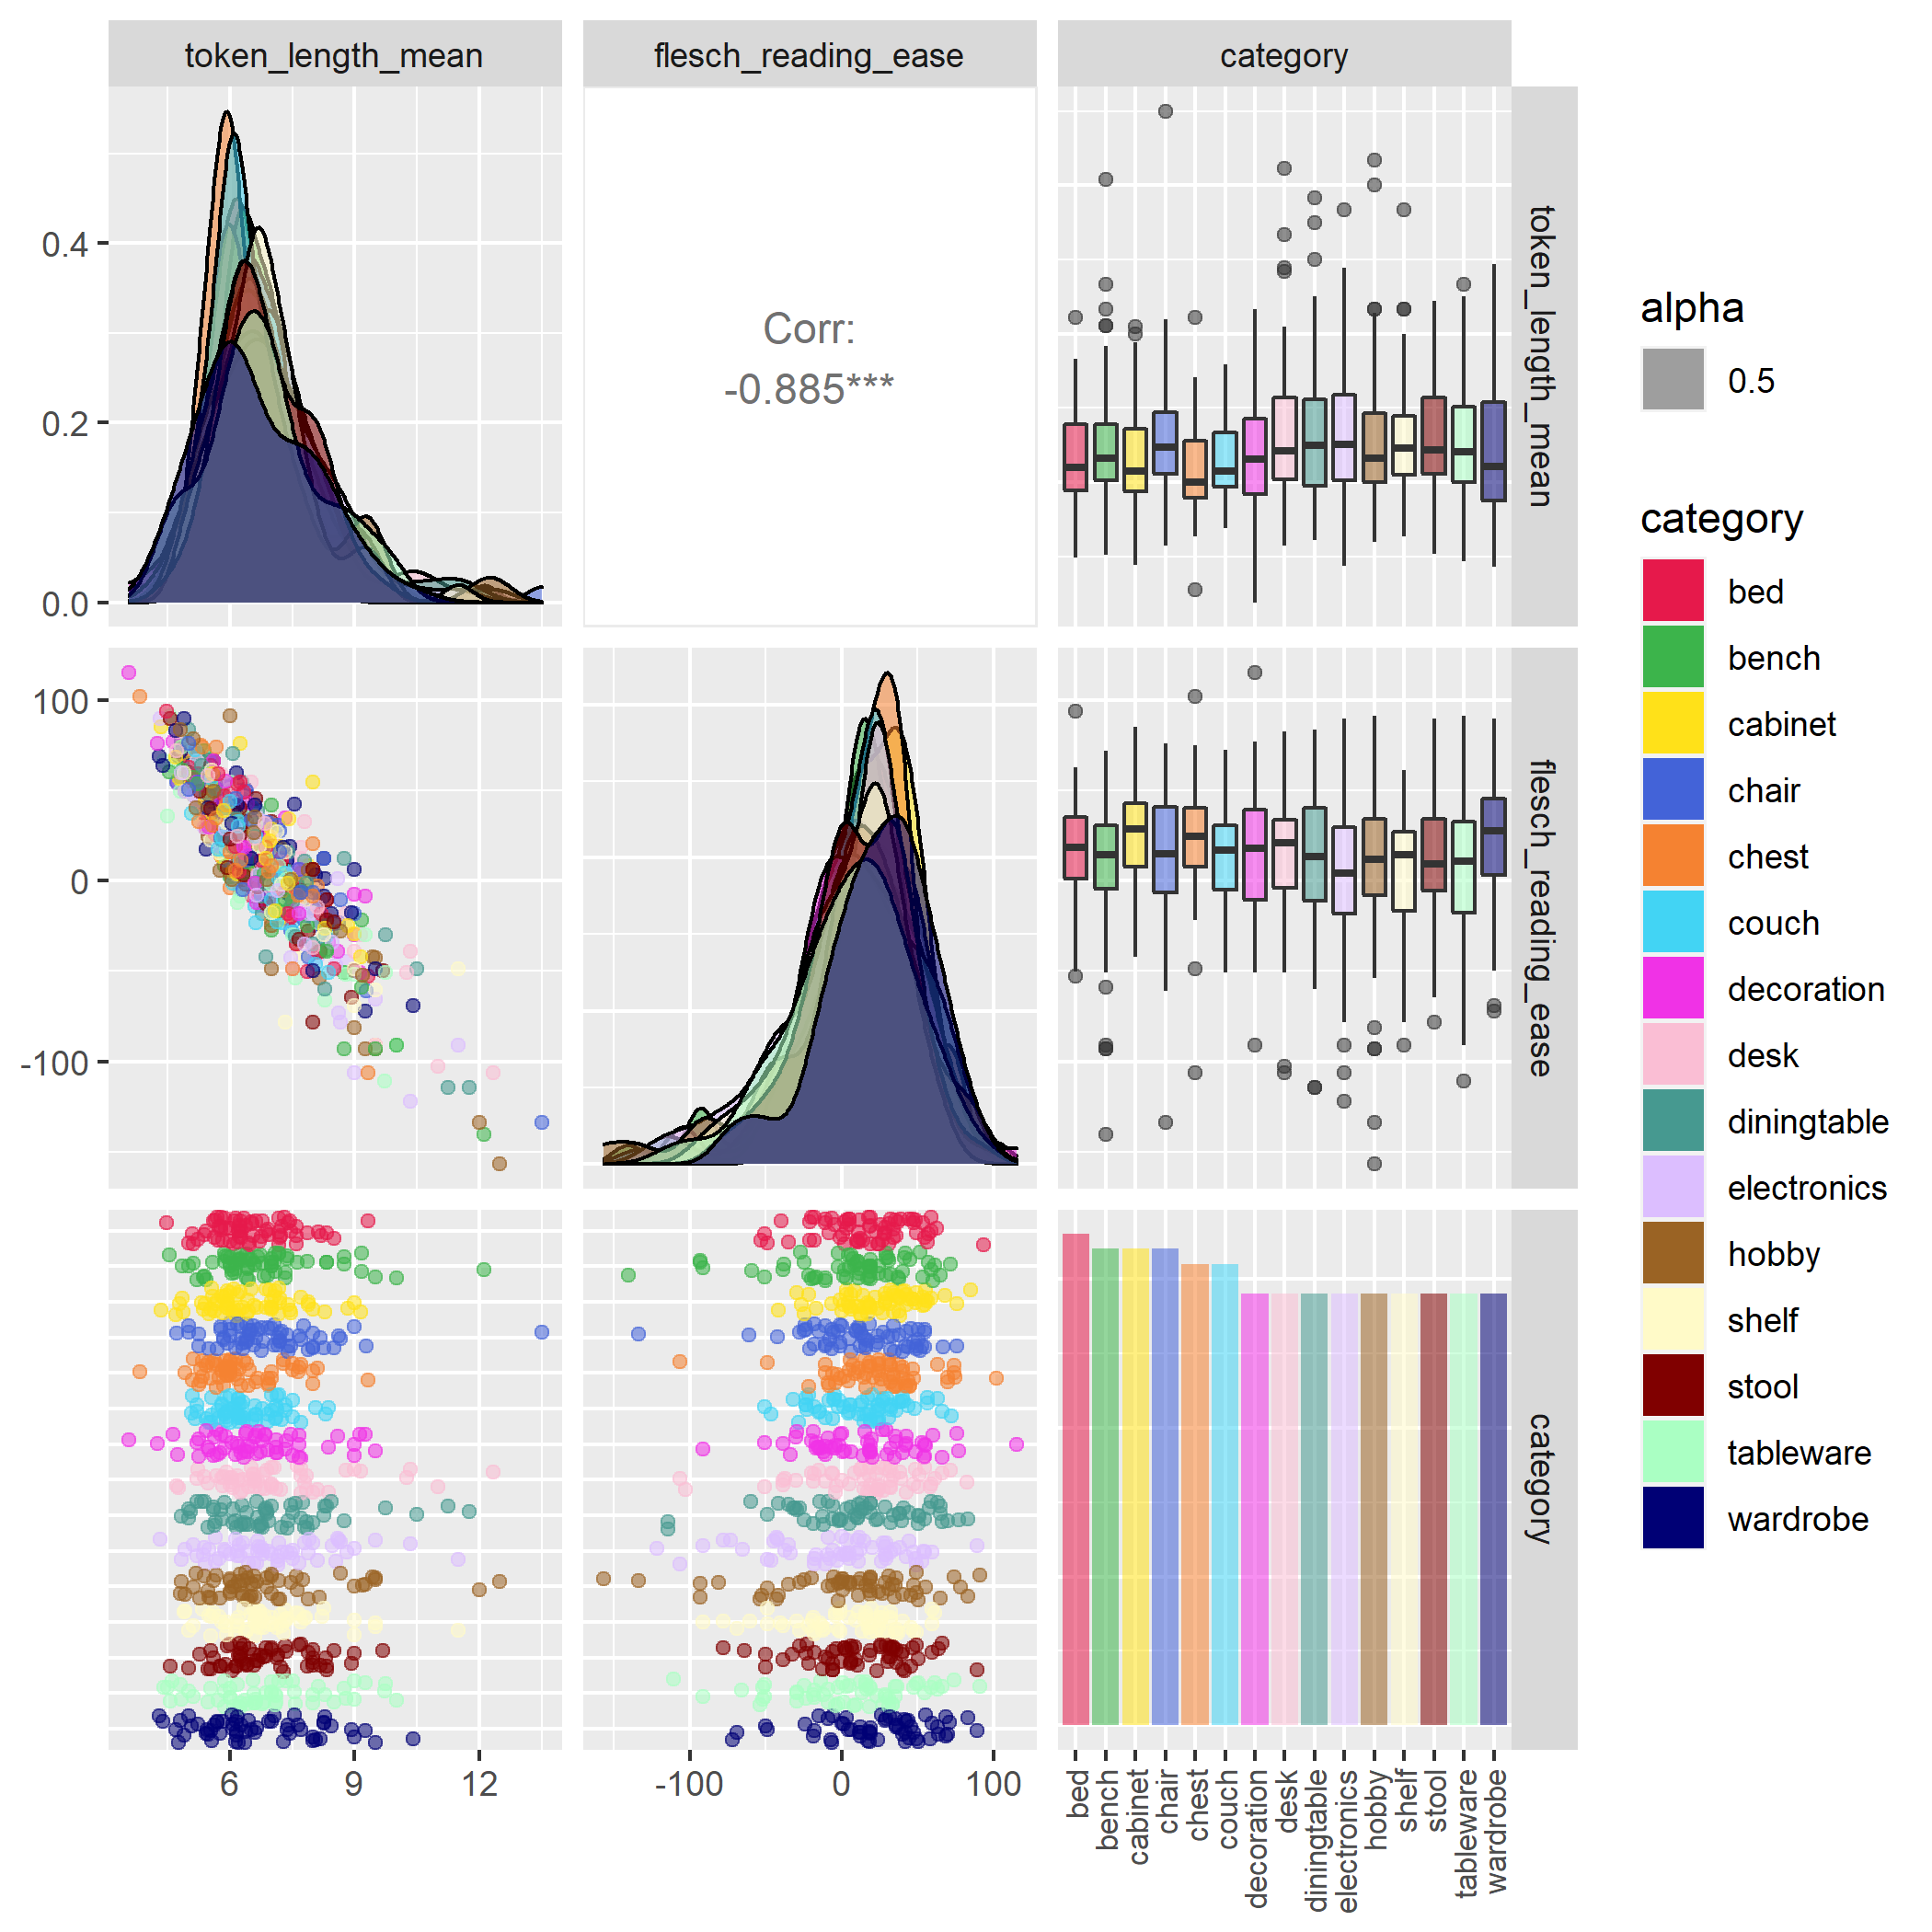 token_length_mean
flesch_reading_ease
category
0.4
0.2
0.0
Corr:
-0.885***
token_length_mean
100
0
-100
flesch_reading_ease
category
6
9
12
-100
0
100
bed
bench
cabinet
chair
chest
couch
decoration
desk
diningtable
electronics
hobby
shelf
stool
tableware
wardrobe
alpha
0.5
category
bed
bench
cabinet
chair
chest
couch
decoration
desk
diningtable
electronics
hobby
shelf
stool
tableware
wardrobe